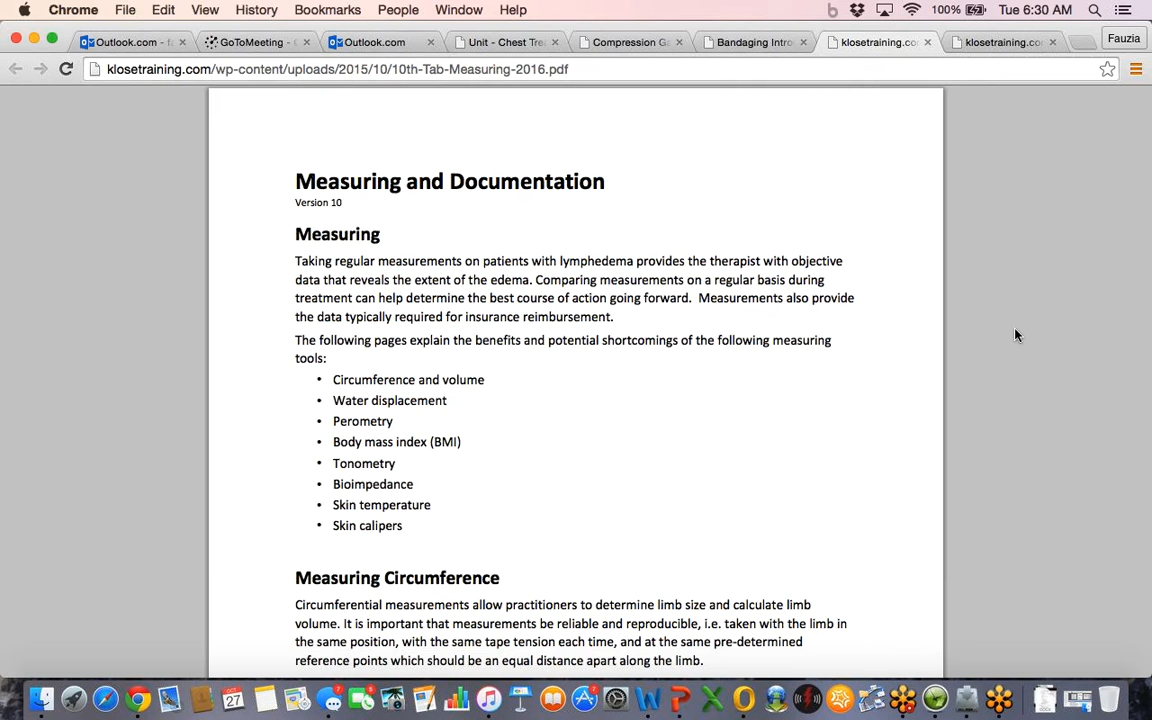 Chrome File Edit View History Bookmarks People Window Help 100% Tue 6:30 AM
Outlook.com - GoToMeeting - Outlook.com Unit - Chest Tre Compression Ga Bandaging Intro klosetraining.co klosetraining.co Fauzia
klosetraining.com/wp-content/uploads/2015/10/10th-Tab-Measuring-2016.pdf
Measuring and Documentation
Version 10
Measuring
Taking regular measurements on patients with lymphedema provides the therapist with objective
data that reveals the extent of the edema. Comparing measurements on a regular basis during
treatment can help determine the best course of action going forward. Measurements also provide
the data typically required for insurance reimbursement.
The following pages explain the benefits and potential shortcomings of the following measuring
tools:
• Circumference and volume
• Water displacement
• Perometry
• Body mass index (BMI)
• Tonometry
• Bioimpedance
• Skin temperature
• Skin calipers
Measuring Circumference
Circumferential measurements allow practitioners to determine limb size and calculate limb
volume. It is important that measurements be reliable and reproducible, i.e. taken with the limb in
the same position, with the same tape tension each time, and at the same pre-determined
reference points which should be an equal distance apart along the limb.